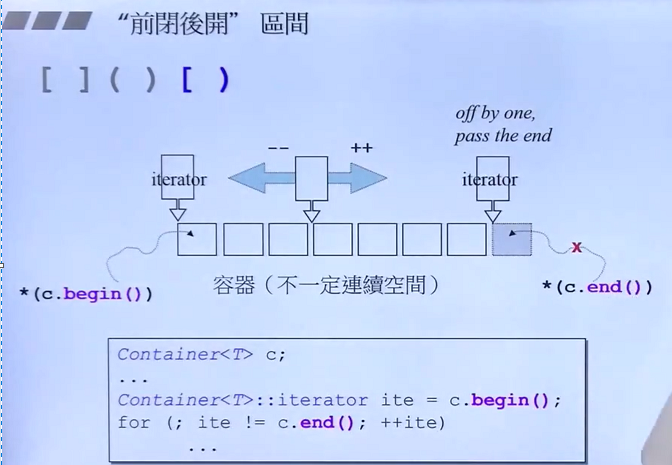 “前閉後開” 區間
[ ] ( ) [ )
off by one,
pass the end
-- ++
iterator iterator
x
*(c.begin()) 容器（不一定連續空間） *(c.end())
Container<T> c;
...
Container<T>::iterator ite = c.begin();
for (; ite != c.end(); ++ite)
...